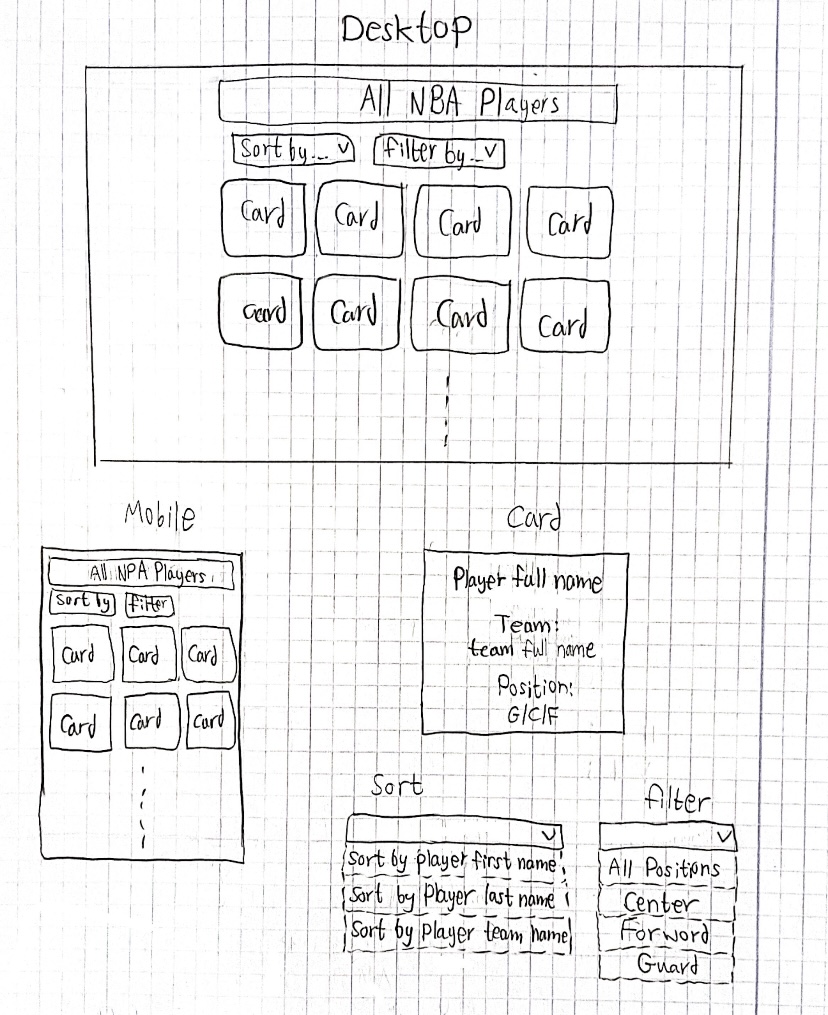 Desktop
All NBA Players
Sort by... v
filter by... v
Card Card Card Card
Card Card Card Card
Mobile
All NPA Players
Sort by filter
Card Card Card
Card Card Card
Card
Player full name
Team:
team full name
Position:
G/C/F
Sort
Sort by player first name
Sort by Player last name
Sort by Player team name
filter
All Positions
Center
Forword
Guard